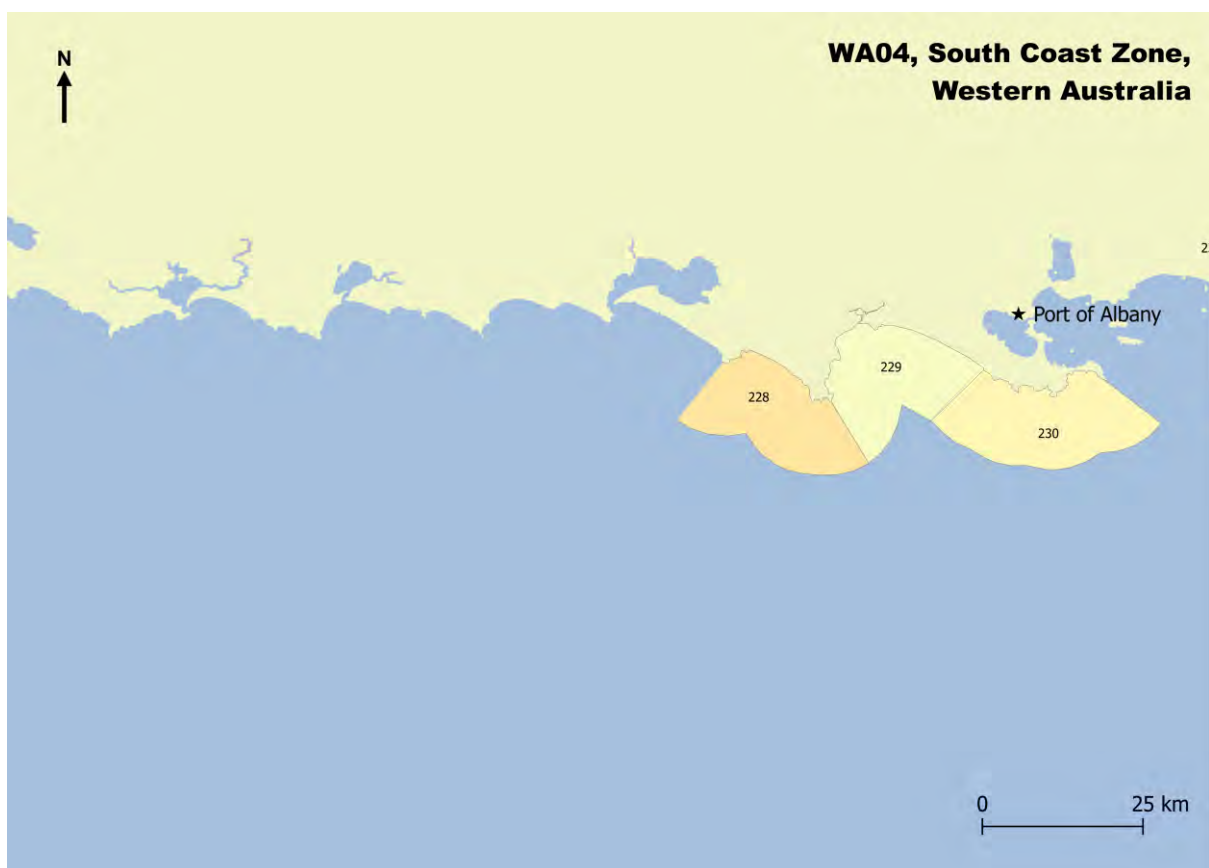 WA04, South Coast Zone,
Western Australia
N
Port of Albany
229
228
230
0 25 km